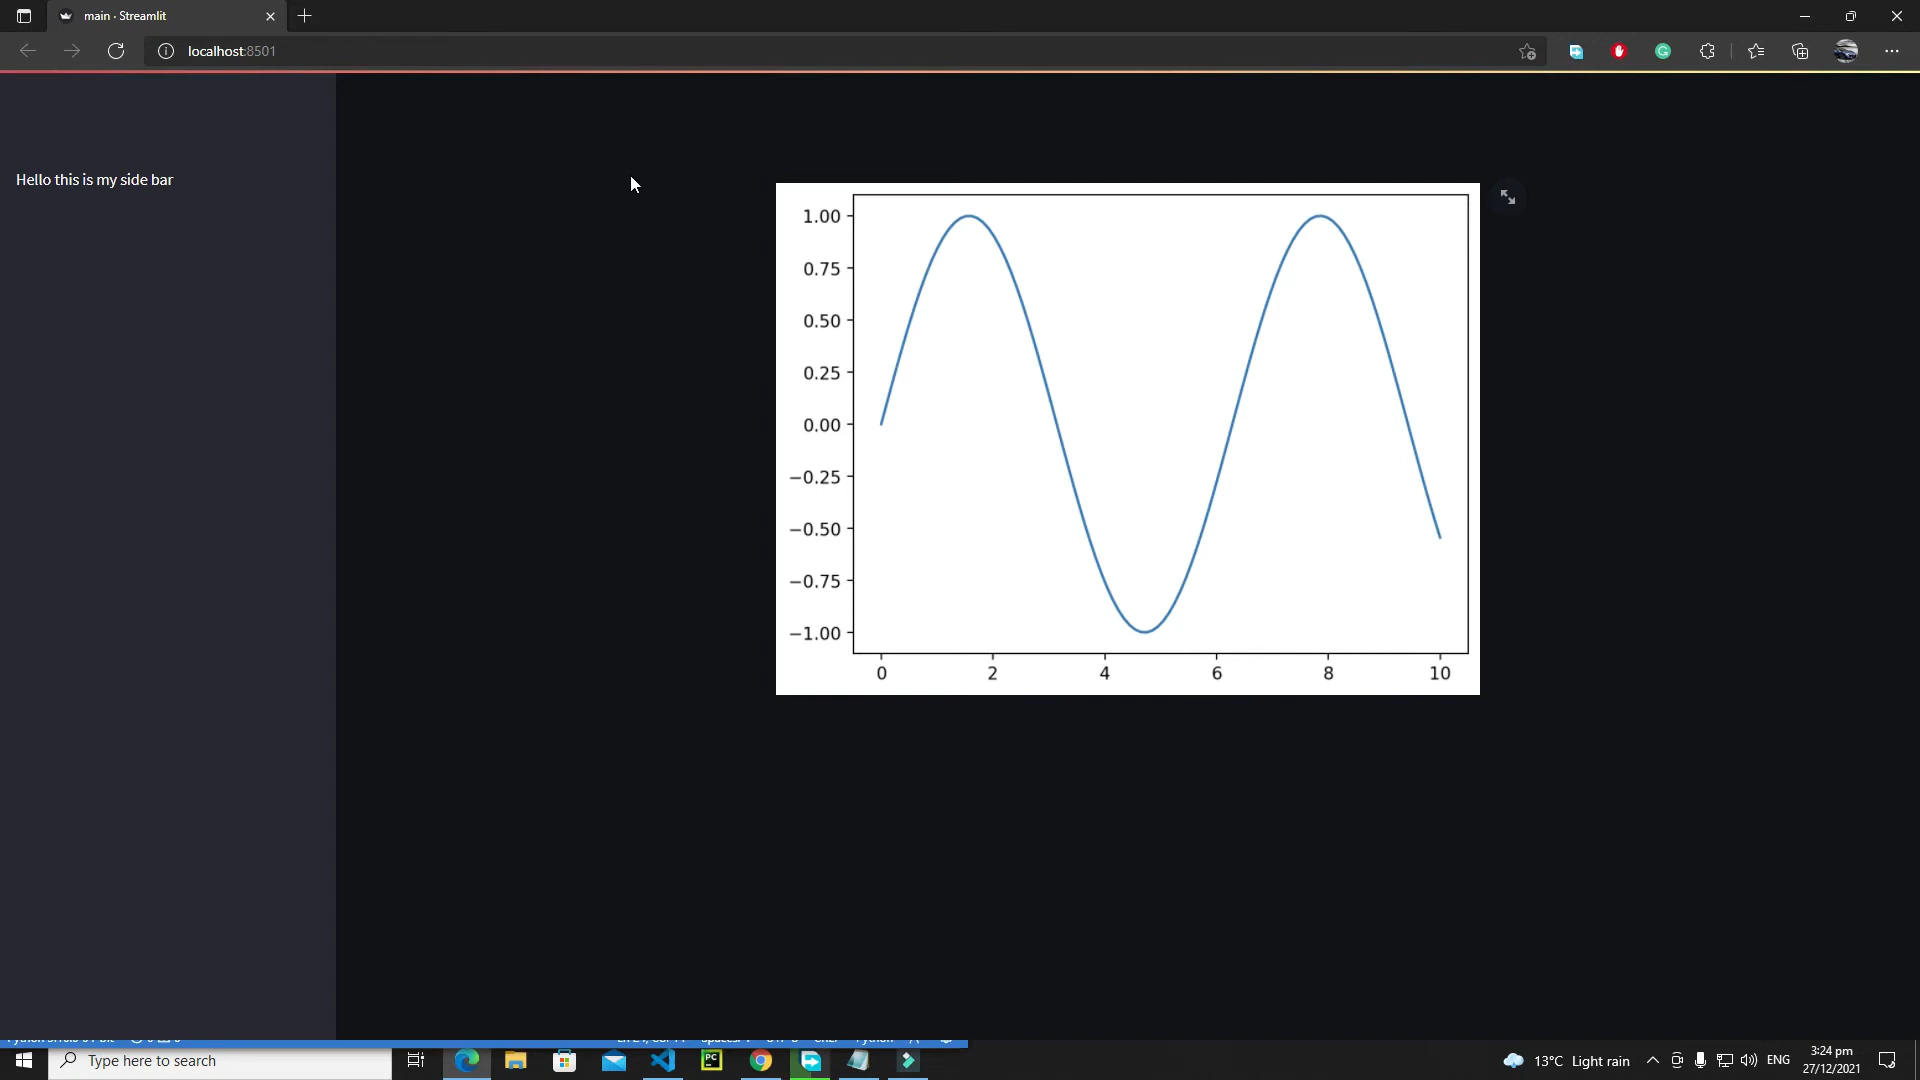 main · Streamlit
localhost:8501
Hello this is my side bar
1.00
0.75
0.50
0.25
0.00
−0.25
−0.50
−0.75
−1.00
0 2 4 6 8 10
Type here to search
PC
13°C Light rain
ENG
3:24 pm
27/12/2021